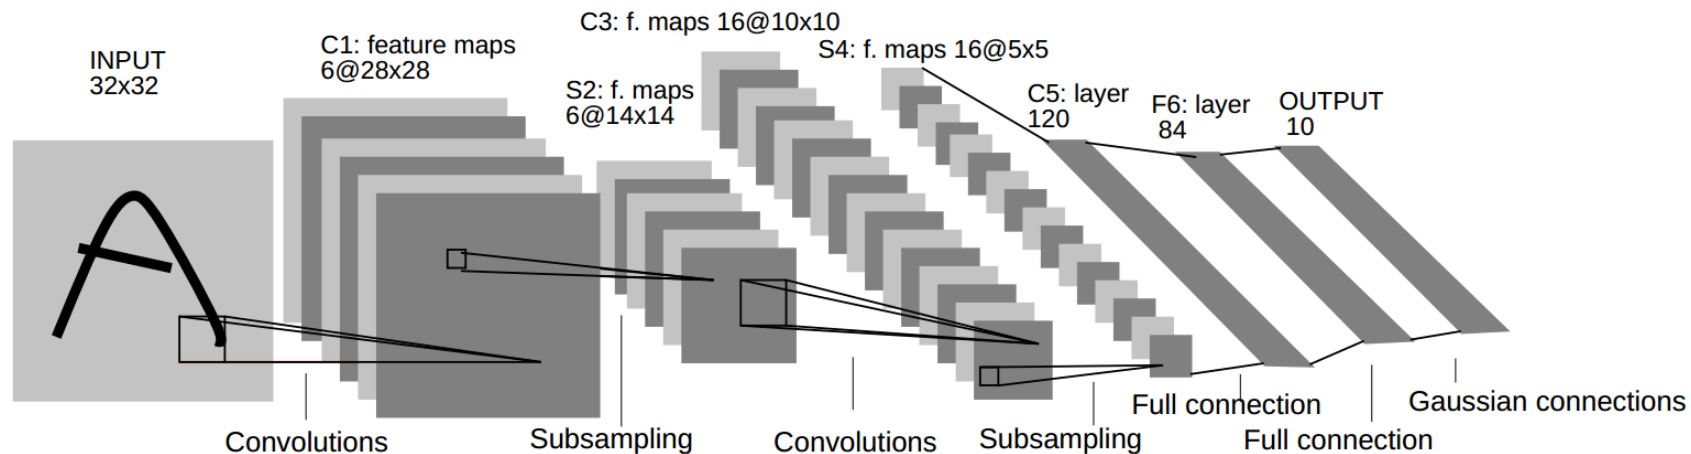 INPUT
32x32
C1: feature maps
6@28x28
S2: f. maps
6@14x14
C3: f. maps 16@10x10
S4: f. maps 16@5x5
C5: layer
120
F6: layer
84
OUTPUT
10
Convolutions
Subsampling
Convolutions
Subsampling
Full connection
Full connection
Gaussian connections